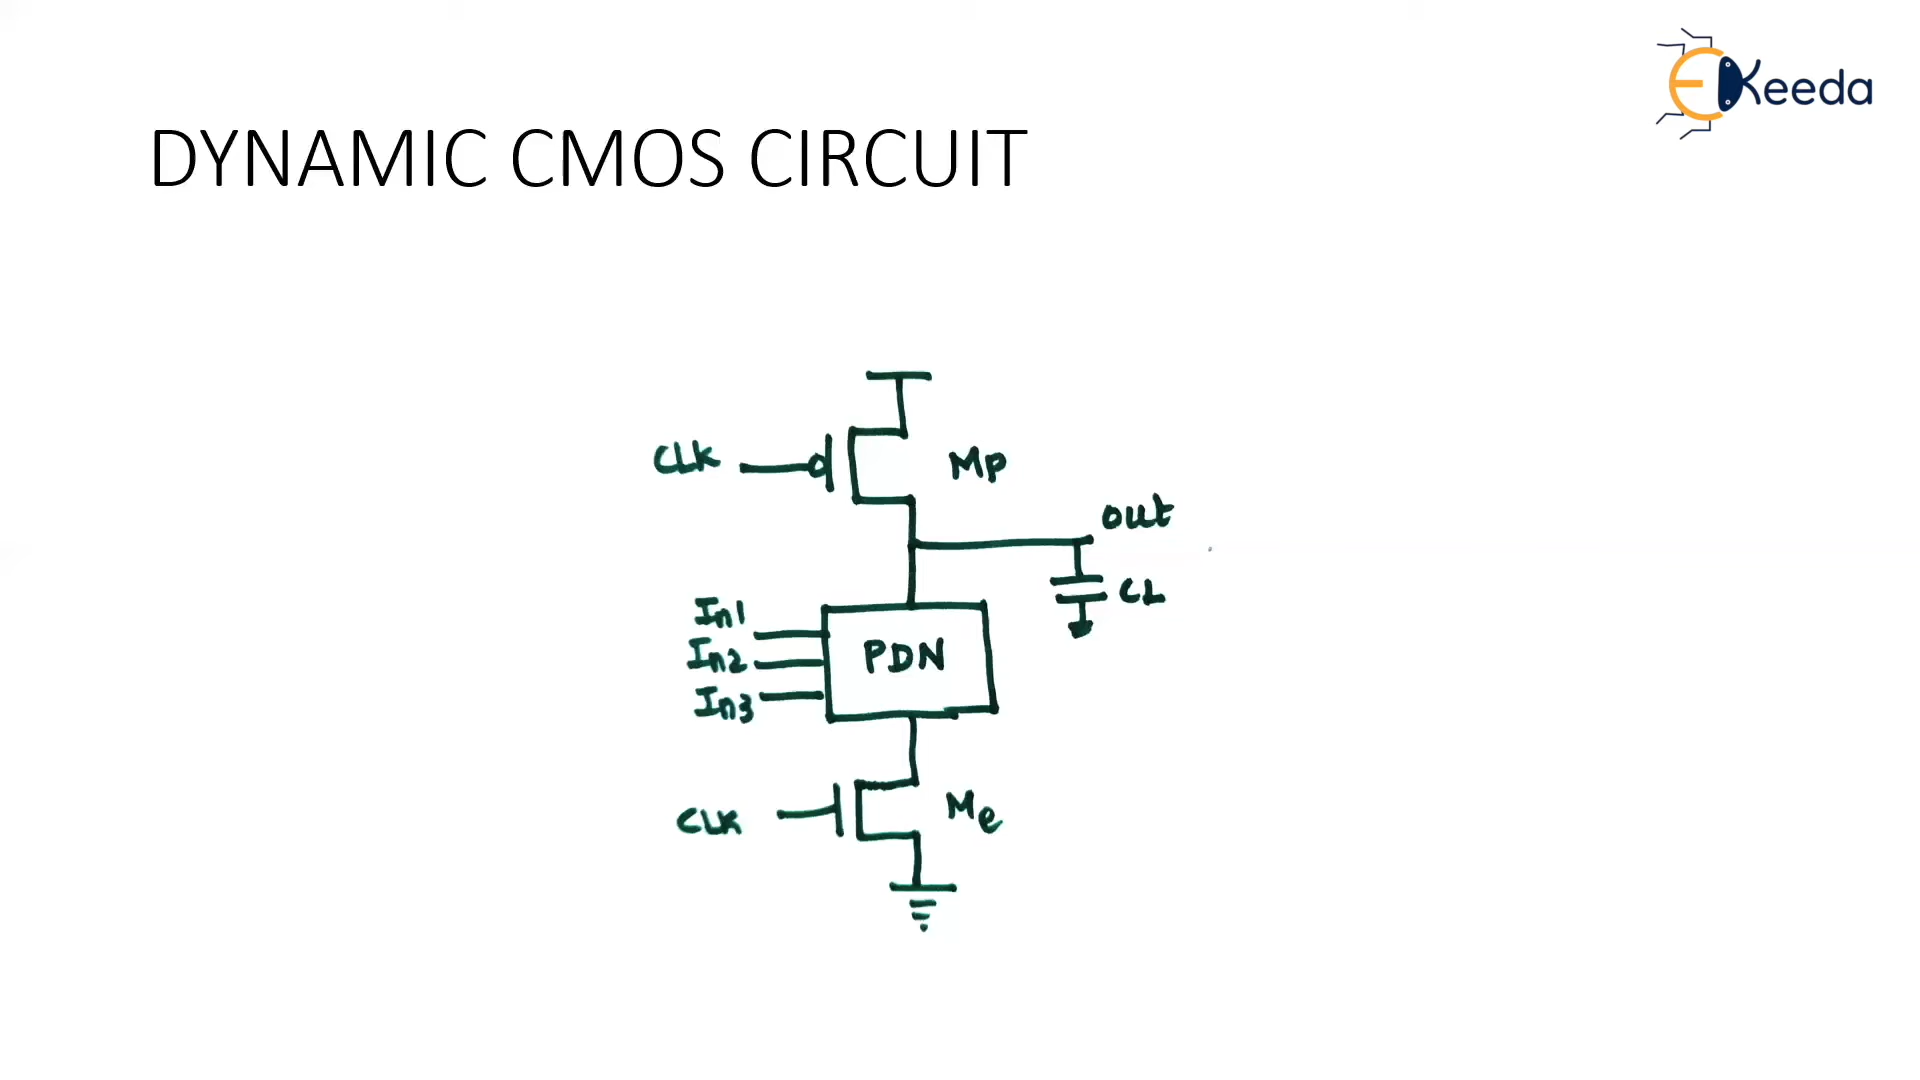 EKeeda
DYNAMIC CMOS CIRCUIT
CLK
Mp
out
CL
In1
In2
In3
PDN
CLK
Me